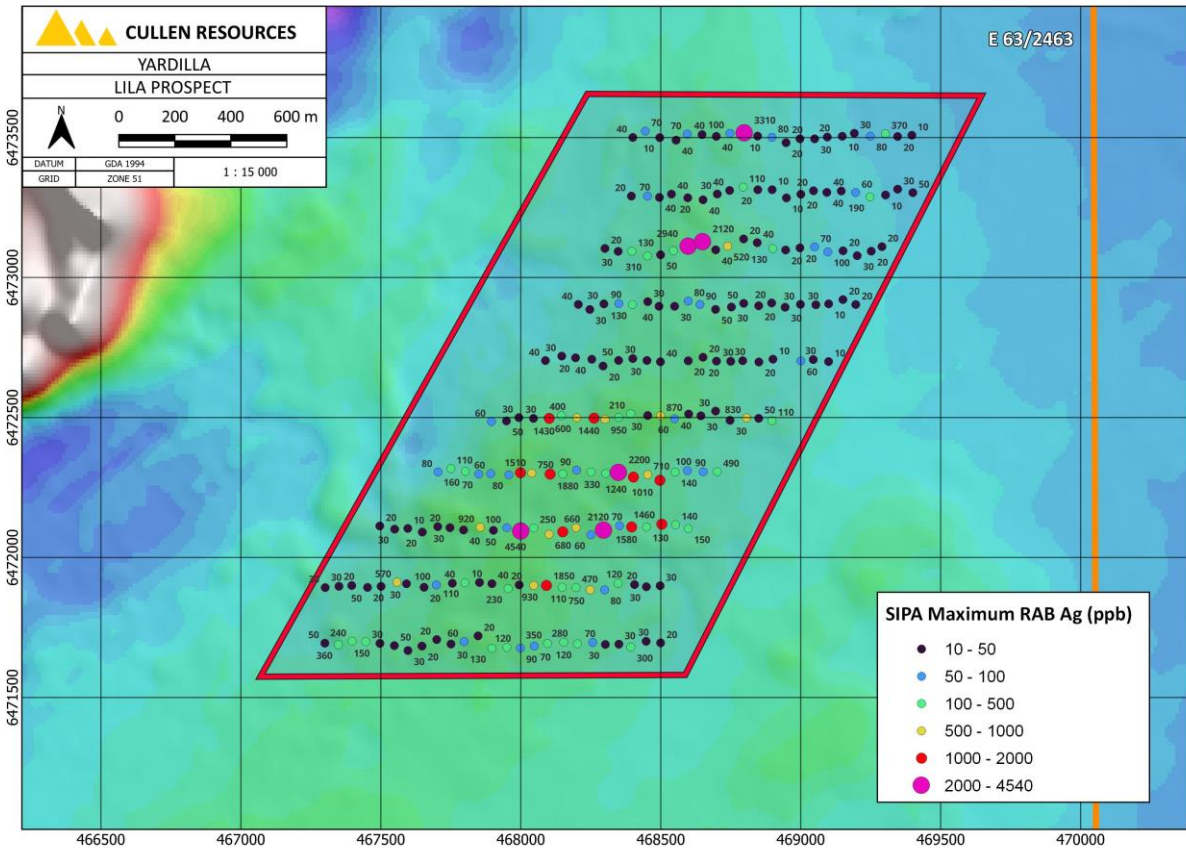 CULLEN RESOURCES
YARDILLA
LILA PROSPECT
N
0 200 400 600 m
DATUM GDA 1994
GRID ZONE 51
1 : 15 000
E 63/2463
6473500
6473000
6472500
6472000
6471500
70 70 40 100 3310 20 20 30 370 10
40 10 40 40 10 80 20 30 80 20
40 30 40 110 10 20 40 60 30 50
20 70 40 20 40 20 10 20 190 40
20 130 2940 2120 20 40 70 20 20
30 310 50 40 520 130 20 20 100 30
40 30 90 30 30 80 90 50 20 30 30 20 20
30 130 40 40 50 30 30 30 10
40 30 40 50 30 40 20 30 30 20 10 10
20 20 30 20 20 30 60
60 30 30 400 210 870 30 830 50 110
50 1430 600 1440 950 60 40 30 30
80 110 60 1510 750 90 2200 710 100 90 490
160 70 80 1880 330 1240 1010 140
20 10 20 920 100 250 660 2120 70 1460 140
30 20 30 40 50 4540 680 60 1580 130 150
30 20 570 100 40 10 40 20 1850 470 120 20 30
50 20 30 20 110 230 930 110 750 80 30
50 240 30 50 20 60 20 120 350 280 70 30 20
360 150 20 30 130 90 70 120 30 300
SIPA Maximum RAB Ag (ppb)
10 - 50
50 - 100
100 - 500
500 - 1000
1000 - 2000
2000 - 4540
466500 467000 467500 468000 468500 469000 469500 470000